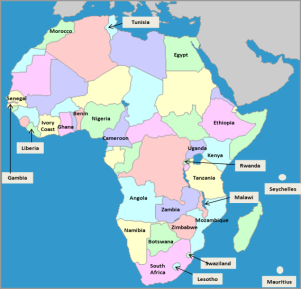 Tunisia
Morocco
Egypt
Senegal
Gambia
Liberia
Ivory
Coast
Ghana
Benin
Nigeria
Cameroon
Ethiopia
Uganda
Kenya
Rwanda
Tanzania
Seychelles
Malawi
Angola
Zambia
Mozambique
Zimbabwe
Namibia
Botswana
Swaziland
South
Africa
Lesotho
Mauritius